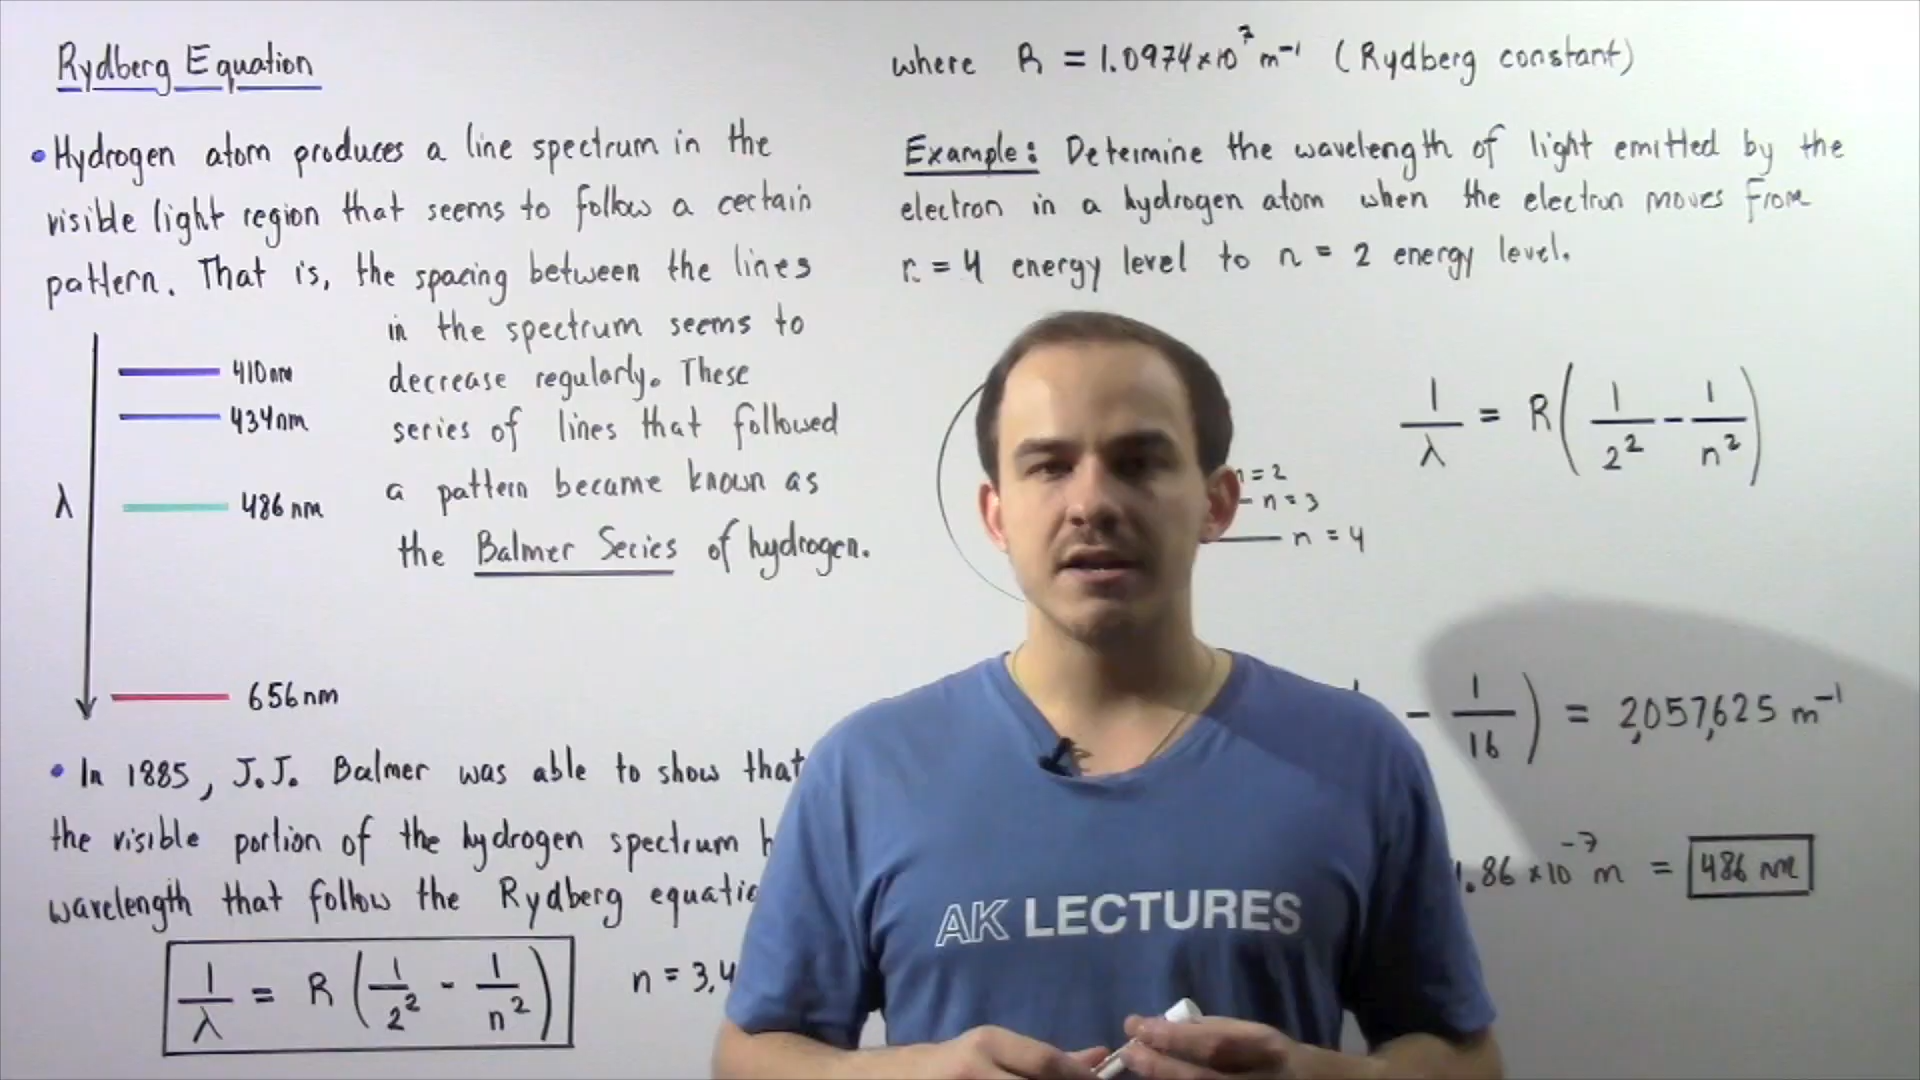 Rydberg Equation
• Hydrogen atom produces a line spectrum in the
visible light region that seems to follow a certain
pattern. That is, the spacing between the lines
in the spectrum seems to
decrease regularly. These
series of lines that followed
a pattern became known as
the Balmer Series of hydrogen.
410nm
434nm
λ
486 nm
656nm
• In 1885, J.J. Balmer was able to show that
the visible portion of the hydrogen spectrum
wavelength that follow the Rydberg
1/λ = R (1/2² - 1/n²)
n = 3,4
where R = 1.0974×10⁷ m⁻¹ (Rydberg constant)
Example: Determine the wavelength of light emitted by the
electron in a hydrogen atom when the electron moves from
n = 4 energy level to n = 2 energy level.
n = 2
n = 3
n = 4
1/λ = R (1/2² - 1/n²)
- 1/16) = 2,057,625 m⁻¹
.86 ×10⁻⁷ m = 486 nm
AK LECTURES